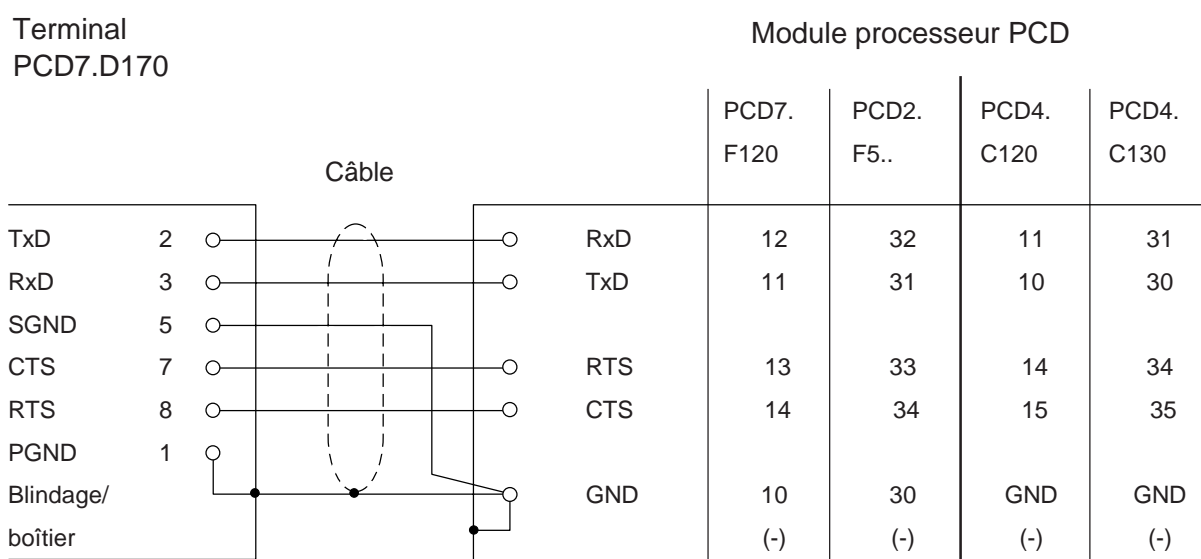 Terminal
PCD7.D170
Module processeur PCD
PCD7. PCD2. PCD4. PCD4.
F120 F5.. C120 C130
Câble
TxD 2 RxD 12 32 11 31
RxD 3 TxD 11 31 10 30
SGND 5
CTS 7 RTS 13 33 14 34
RTS 8 CTS 14 34 15 35
PGND 1
Blindage/ GND 10 30 GND GND
boîtier (-) (-) (-) (-)